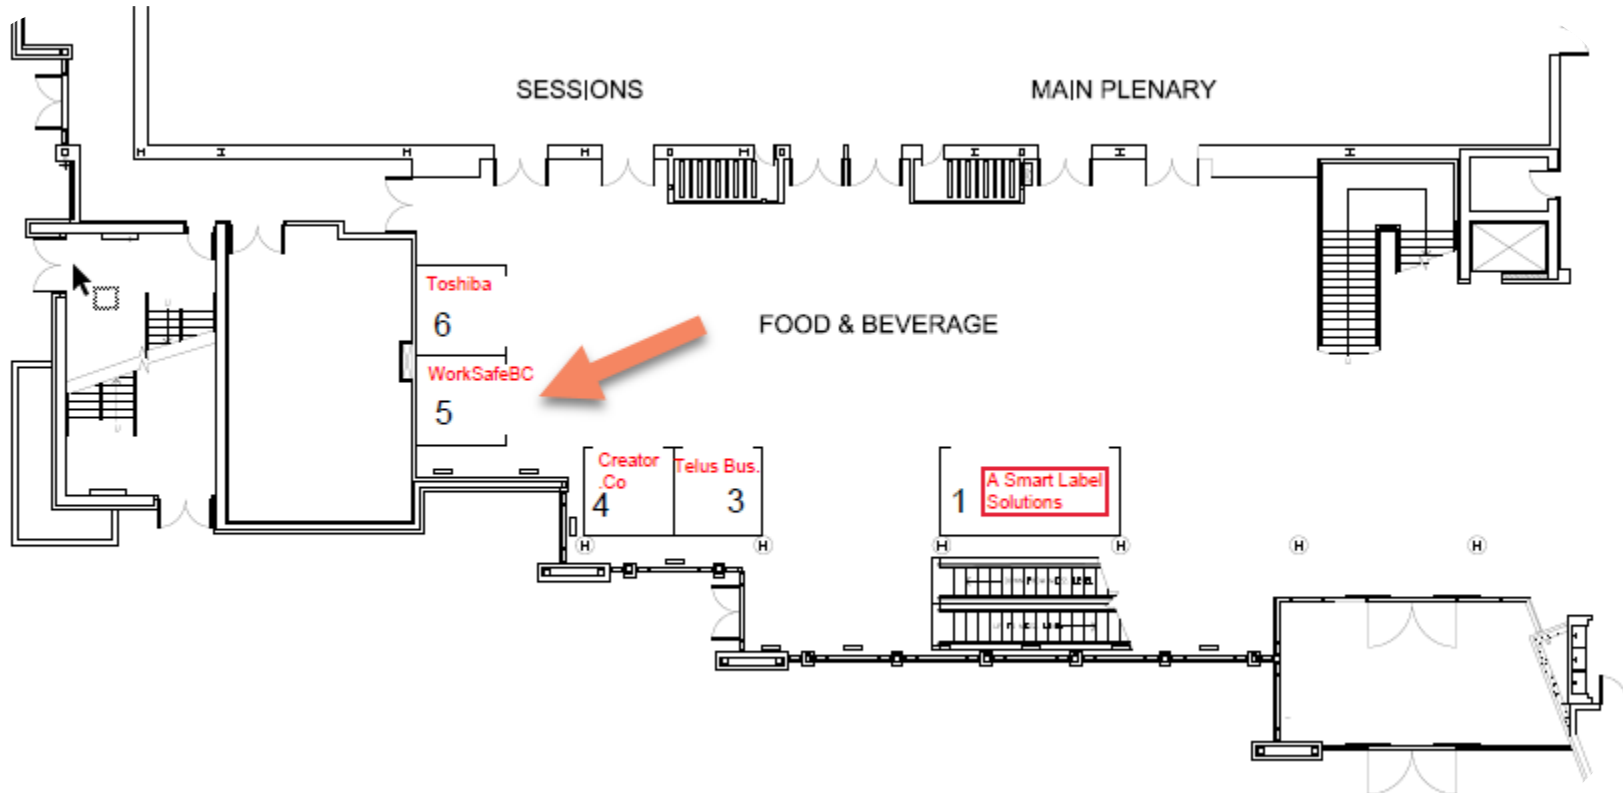 SESSIONS
MAIN PLENARY
Toshiba
6
FOOD & BEVERAGE
WorkSafeBC
5
Creator
.Co
4
Telus Bus.
3
1
A Smart Label
Solutions
H
H
H
H
H
H